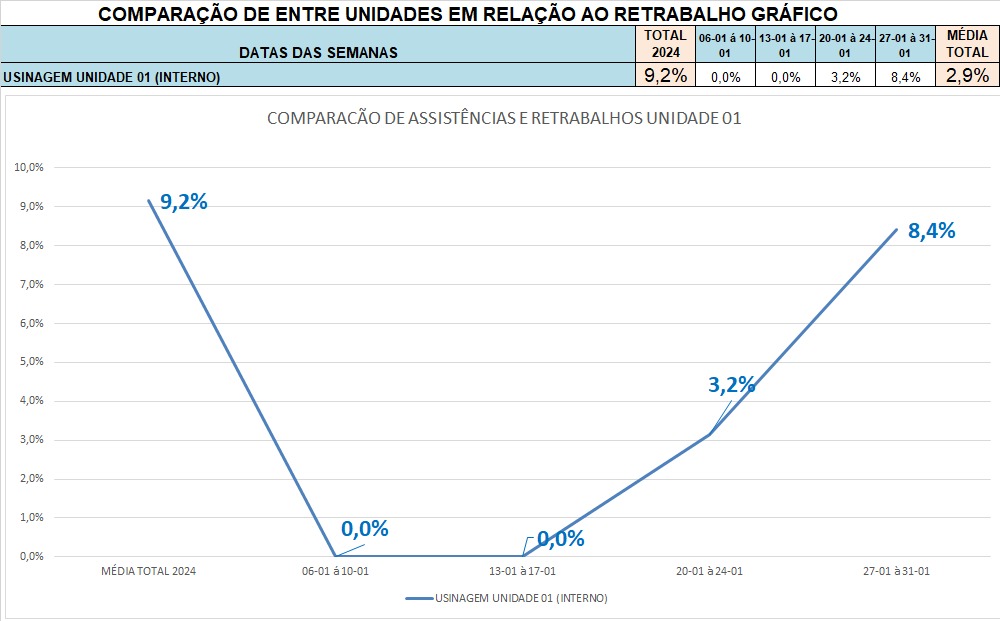 COMPARAÇÃO DE ENTRE UNIDADES EM RELAÇÃO AO RETRABALHO GRÁFICO
DATAS DAS SEMANAS
TOTAL
2024
06-01 á 10-
01
13-01 à 17-
01
20-01 à 24-
01
27-01 à 31-
01
MÉDIA
TOTAL
USINAGEM UNIDADE 01 (INTERNO)
9,2%
0,0%
0,0%
3,2%
8,4%
2,9%
COMPARACÃO DE ASSISTÊNCIAS E RETRABALHOS UNIDADE 01
10,0%
9,0%
8,0%
7,0%
6,0%
5,0%
4,0%
3,0%
2,0%
1,0%
0,0%
9,2%
0,0%
0,0%
3,2%
8,4%
MÉDIA TOTAL 2024
06-01 à 10-01
13-01 à 17-01
20-01 à 24-01
27-01 à 31-01
USINAGEM UNIDADE 01 (INTERNO)